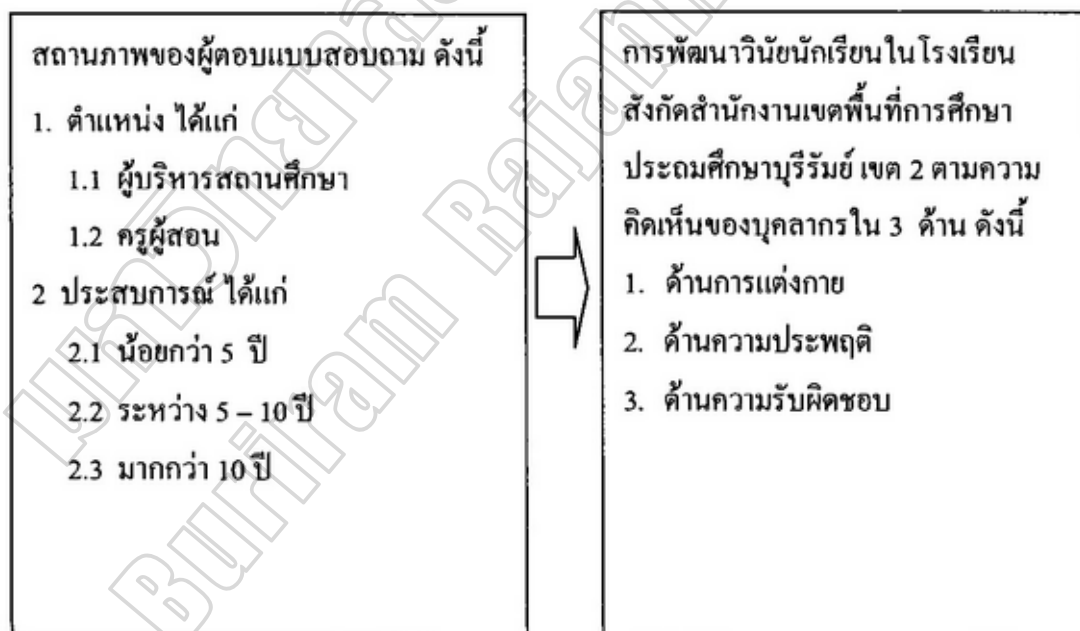 สถานภาพของผู้ตอบแบบสอบถาม ดังนี้
1. ตำแหน่ง ได้แก่
1.1 ผู้บริหารสถานศึกษา
1.2 ครูผู้สอน
2 ประสบการณ์ ได้แก่
2.1 น้อยกว่า 5 ปี
2.2 ระหว่าง 5 – 10 ปี
2.3 มากกว่า 10 ปี
การพัฒนาวินัยนักเรียนในโรงเรียน
สังกัดสำนักงานเขตพื้นที่การศึกษา
ประถมศึกษาบุรีรัมย์ เขต 2 ตามความ
คิดเห็นของบุคลากรใน 3 ด้าน ดังนี้
1. ด้านการแต่งกาย
2. ด้านความประพฤติ
3. ด้านความรับผิดชอบ
Buriram Rajabh